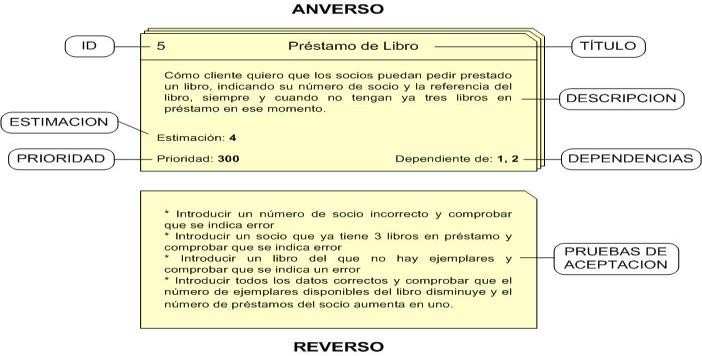 ANVERSO
ID
5
Préstamo de Libro
TÍTULO
Cómo cliente quiero que los socios puedan pedir prestado
un libro, indicando su número de socio y la referencia del
libro, siempre y cuando no tengan ya tres libros en
préstamo en ese momento.
DESCRIPCION
ESTIMACION
Estimación: 4
PRIORIDAD
Prioridad: 300
Dependiente de: 1, 2
DEPENDENCIAS
* Introducir un número de socio incorrecto y comprobar
que se indica error
* Introducir un socio que ya tiene 3 libros en préstamo y
comprobar que se indica error
* Introducir un libro del que no hay ejemplares y
comprobar que se indica un error
* Introducir todos los datos correctos y comprobar que el
número de ejemplares disponibles del libro disminuye y el
número de préstamos del socio aumenta en uno.
PRUEBAS DE
ACEPTACION
REVERSO